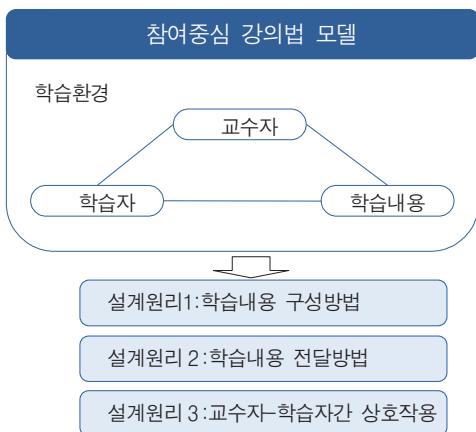 참여중심 강의법 모델
학습환경
교수자
학습자
학습내용
설계원리1:학습내용 구성방법
설계원리 2:학습내용 전달방법
설계원리 3:교수자-학습자간 상호작용